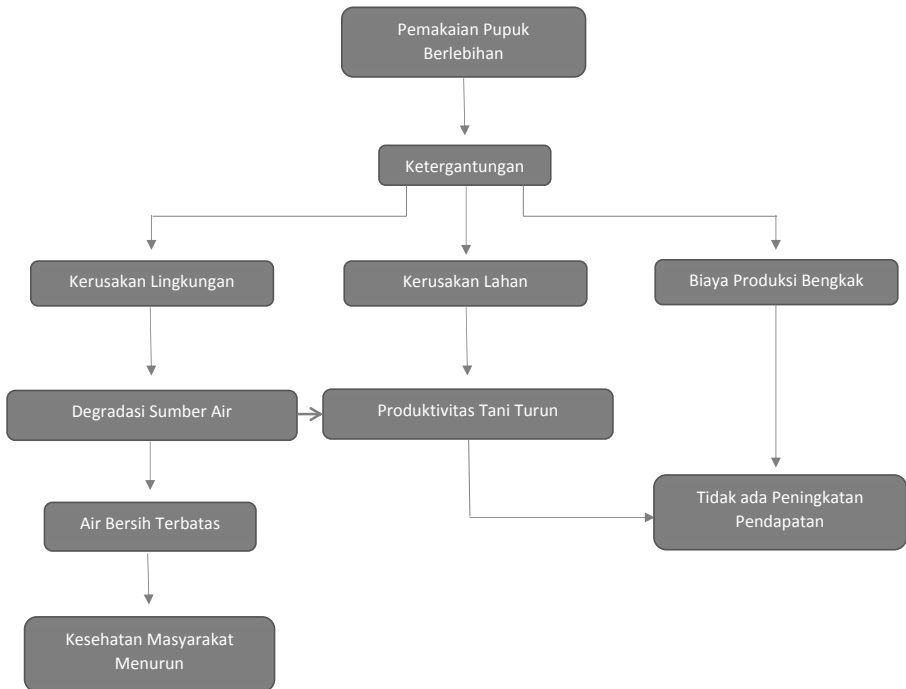 Pemakaian Pupuk
Berlebihan
Ketergantungan
Kerusakan Lingkungan
Kerusakan Lahan
Biaya Produksi Bengkak
Degradasi Sumber Air
Produktivitas Tani Turun
Tidak ada Peningkatan
Pendapatan
Air Bersih Terbatas
Kesehatan Masyarakat
Menurun